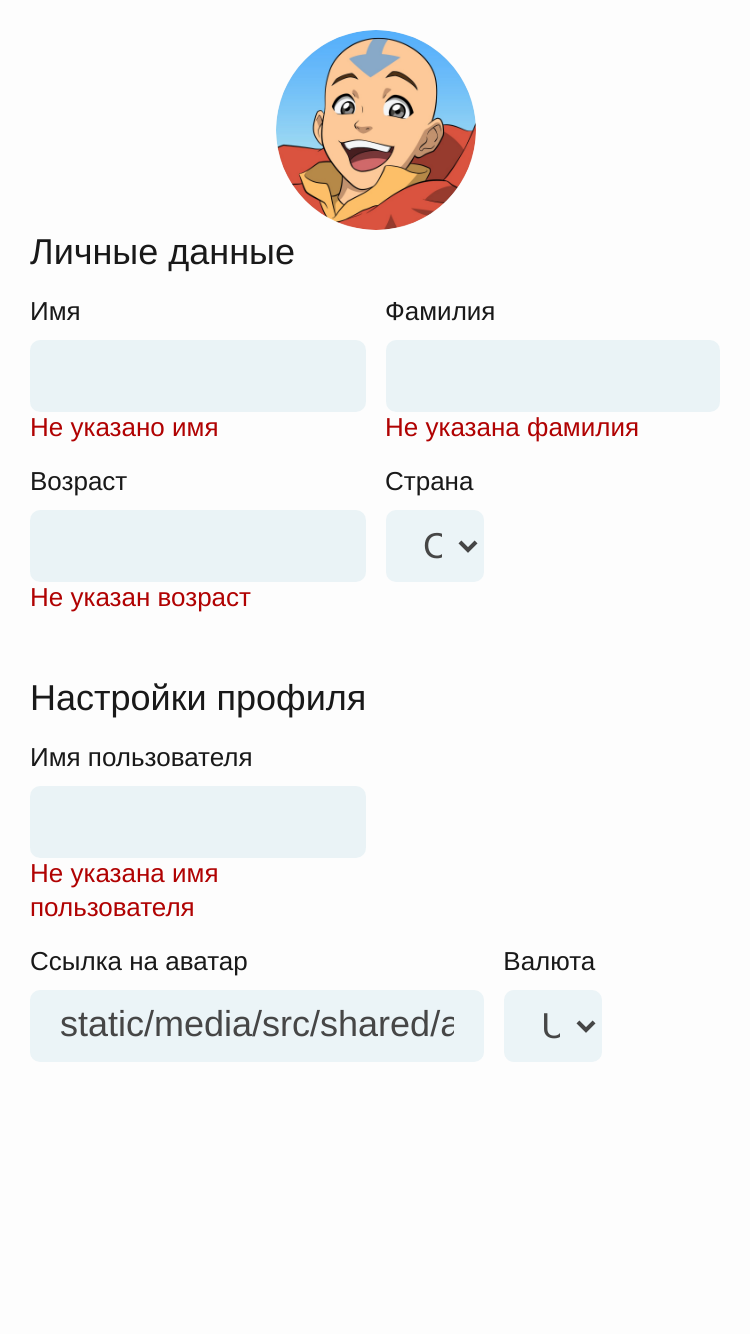 Личные данные
Имя
Фамилия
Не указано имя
Не указана фамилия
Возраст
Страна
Не указан возраст
Настройки профиля
Имя пользователя
Не указана имя
пользователя
Ссылка на аватар
Валюта
static/media/src/shared/a